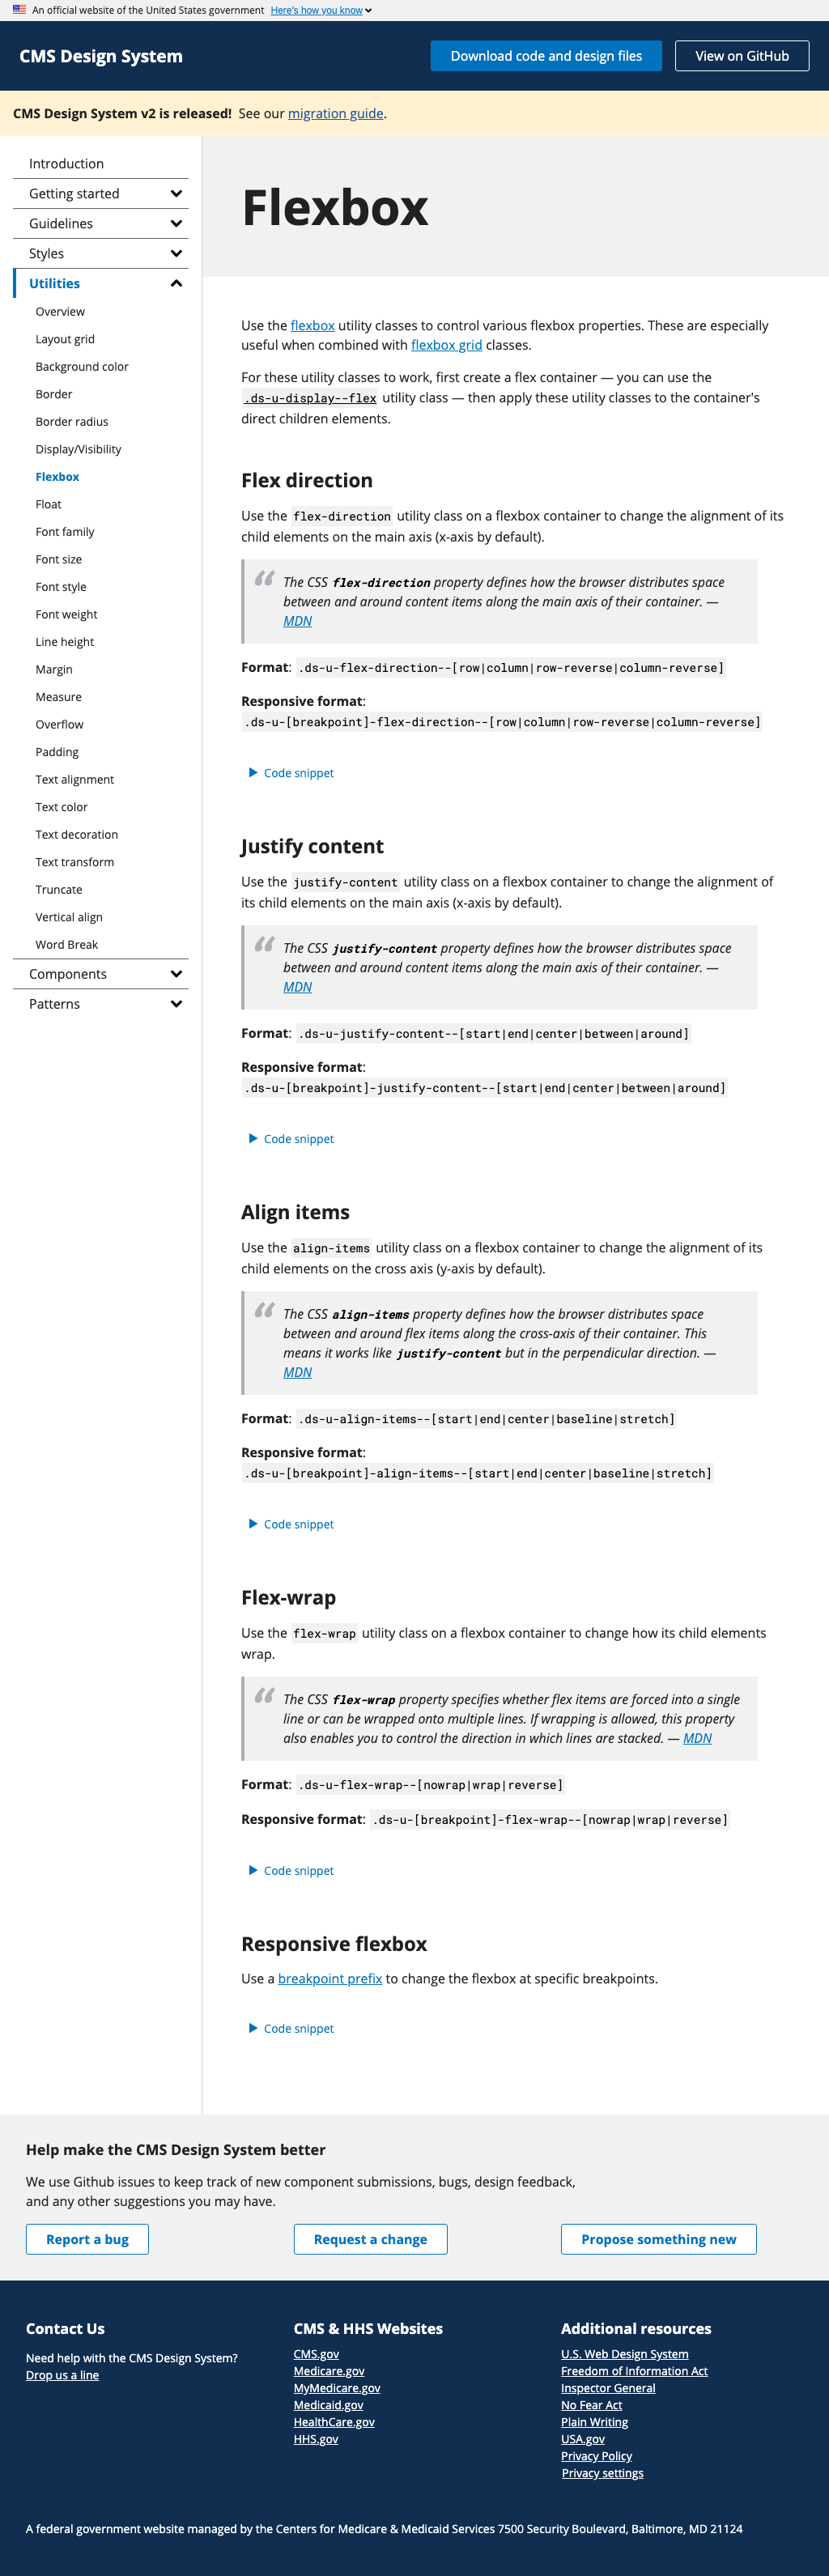 An official website of the United States government Here's how you know
CMS Design System
Download code and design files
View on GitHub
CMS Design System v2 is released! See our migration guide.
Introduction
Getting started
Guidelines
Styles
Utilities
Overview
Layout grid
Background color
Border
Border radius
Display/Visibility
Flexbox
Float
Font family
Font size
Font style
Font weight
Line height
Margin
Measure
Overflow
Padding
Text alignment
Text color
Text decoration
Text transform
Truncate
Vertical align
Word Break
Components
Patterns
Flexbox
Use the flexbox utility classes to control various flexbox properties. These are especially
useful when combined with flexbox grid classes.
For these utility classes to work, first create a flex container — you can use the
.ds-u-display--flex utility class — then apply these utility classes to the container's
direct children elements.
Flex direction
Use the flex-direction utility class on a flexbox container to change the alignment of its
child elements on the main axis (x-axis by default).
“ The CSS flex-direction property defines how the browser distributes space
between and around content items along the main axis of their container. —
MDN
Format: .ds-u-flex-direction--[row|column|row-reverse|column-reverse]
Responsive format:
.ds-u-[breakpoint]-flex-direction--[row|column|row-reverse|column-reverse]
Code snippet
Justify content
Use the justify-content utility class on a flexbox container to change the alignment of
its child elements on the main axis (x-axis by default).
“ The CSS justify-content property defines how the browser distributes space
between and around content items along the main axis of their container. —
MDN
Format: .ds-u-justify-content--[start|end|center|between|around]
Responsive format:
.ds-u-[breakpoint]-justify-content--[start|end|center|between|around]
Code snippet
Align items
Use the align-items utility class on a flexbox container to change the alignment of its
child elements on the cross axis (y-axis by default).
“ The CSS align-items property defines how the browser distributes space
between and around flex items along the cross-axis of their container. This
means it works like justify-content but in the perpendicular direction. —
MDN
Format: .ds-u-align-items--[start|end|center|baseline|stretch]
Responsive format:
.ds-u-[breakpoint]-align-items--[start|end|center|baseline|stretch]
Code snippet
Flex-wrap
Use the flex-wrap utility class on a flexbox container to change how its child elements
wrap.
“ The CSS flex-wrap property specifies whether flex items are forced into a single
line or can be wrapped onto multiple lines. If wrapping is allowed, this property
also enables you to control the direction in which lines are stacked. — MDN
Format: .ds-u-flex-wrap--[nowrap|wrap|reverse]
Responsive format: .ds-u-[breakpoint]-flex-wrap--[nowrap|wrap|reverse]
Code snippet
Responsive flexbox
Use a breakpoint prefix to change the flexbox at specific breakpoints.
Code snippet
Help make the CMS Design System better
We use Github issues to keep track of new component submissions, bugs, design feedback,
and any other suggestions you may have.
Report a bug
Request a change
Propose something new
Contact Us
Need help with the CMS Design System?
Drop us a line
CMS & HHS Websites
CMS.gov
Medicare.gov
MyMedicare.gov
Medicaid.gov
HealthCare.gov
HHS.gov
Additional resources
U.S. Web Design System
Freedom of Information Act
Inspector General
No Fear Act
Plain Writing
USA.gov
Privacy Policy
Privacy settings
A federal government website managed by the Centers for Medicare & Medicaid Services 7500 Security Boulevard, Baltimore, MD 21124